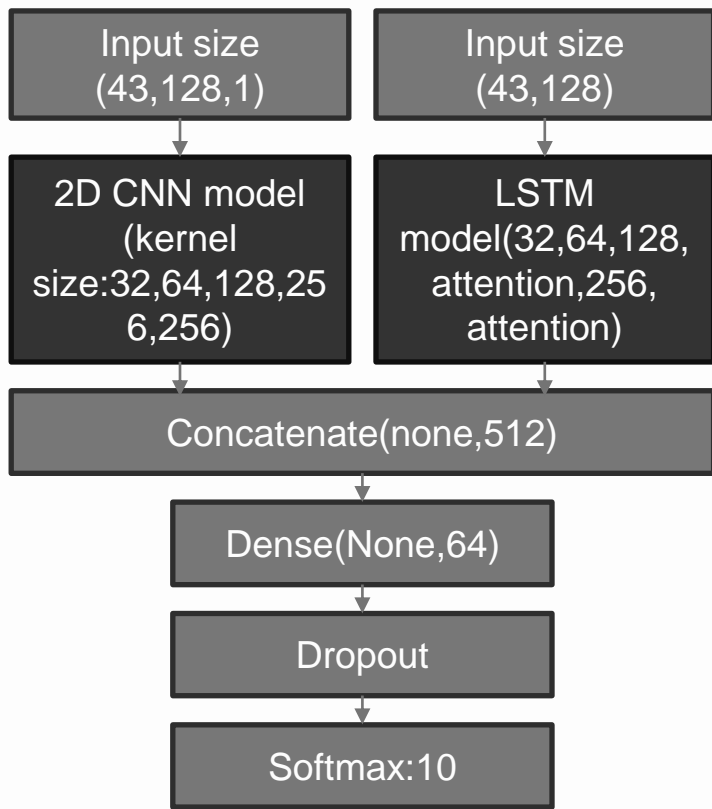 Input size
(43,128,1)
Input size
(43,128)
2D CNN model
(kernel
size:32,64,128,25
6,256)
LSTM
model(32,64,128,
attention,256,
attention)
Concatenate(none,512)
Dense(None,64)
Dropout
Softmax:10